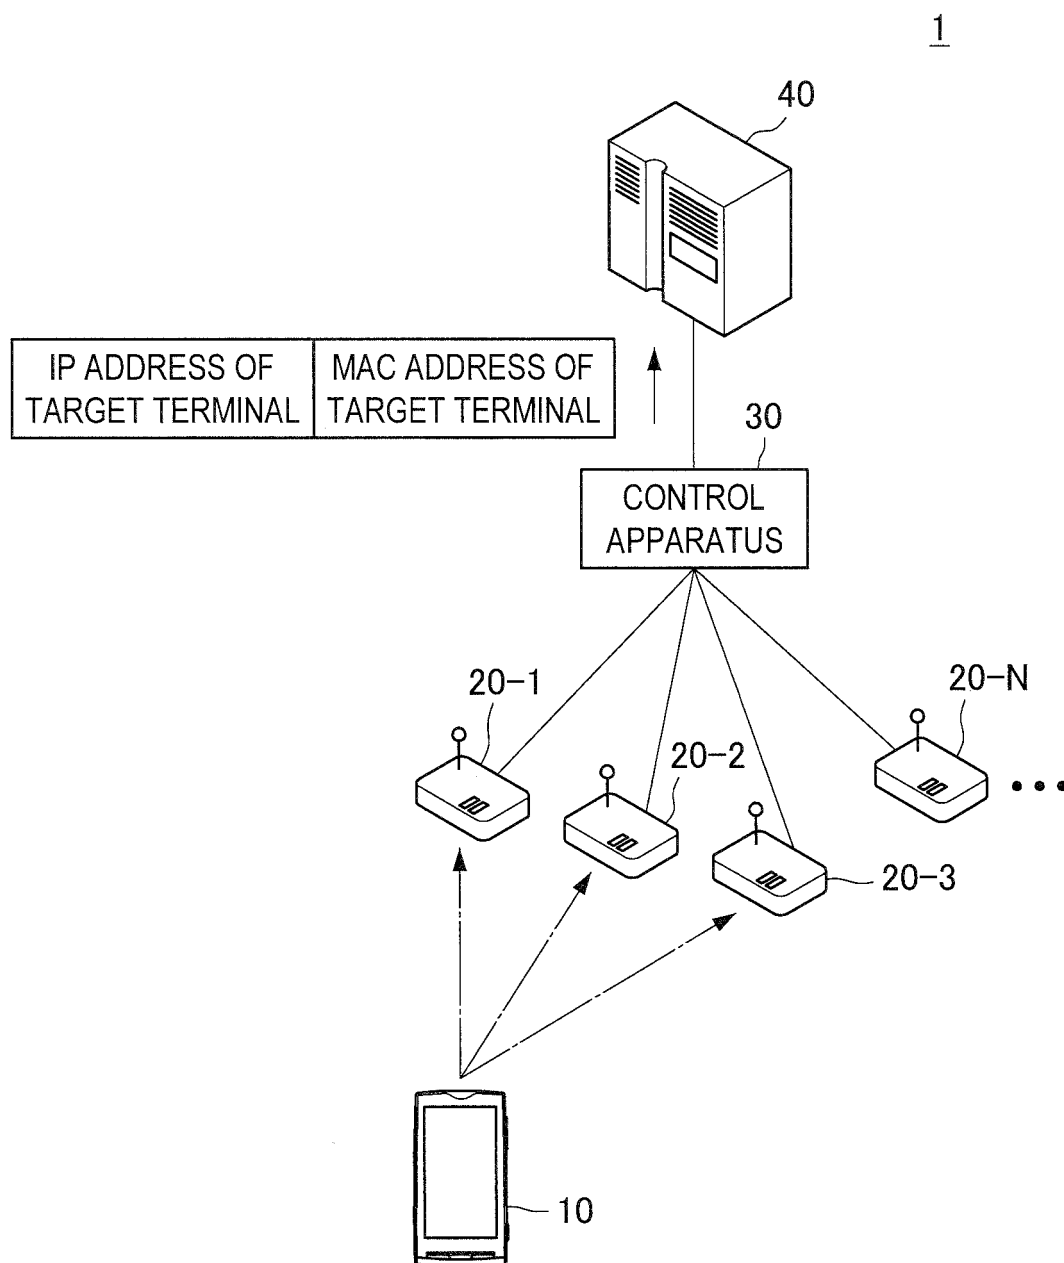 1
40
IP ADDRESS OF
TARGET TERMINAL
MAC ADDRESS OF
TARGET TERMINAL
30
CONTROL
APPARATUS
20-1
20-N
20-2
20-3
10